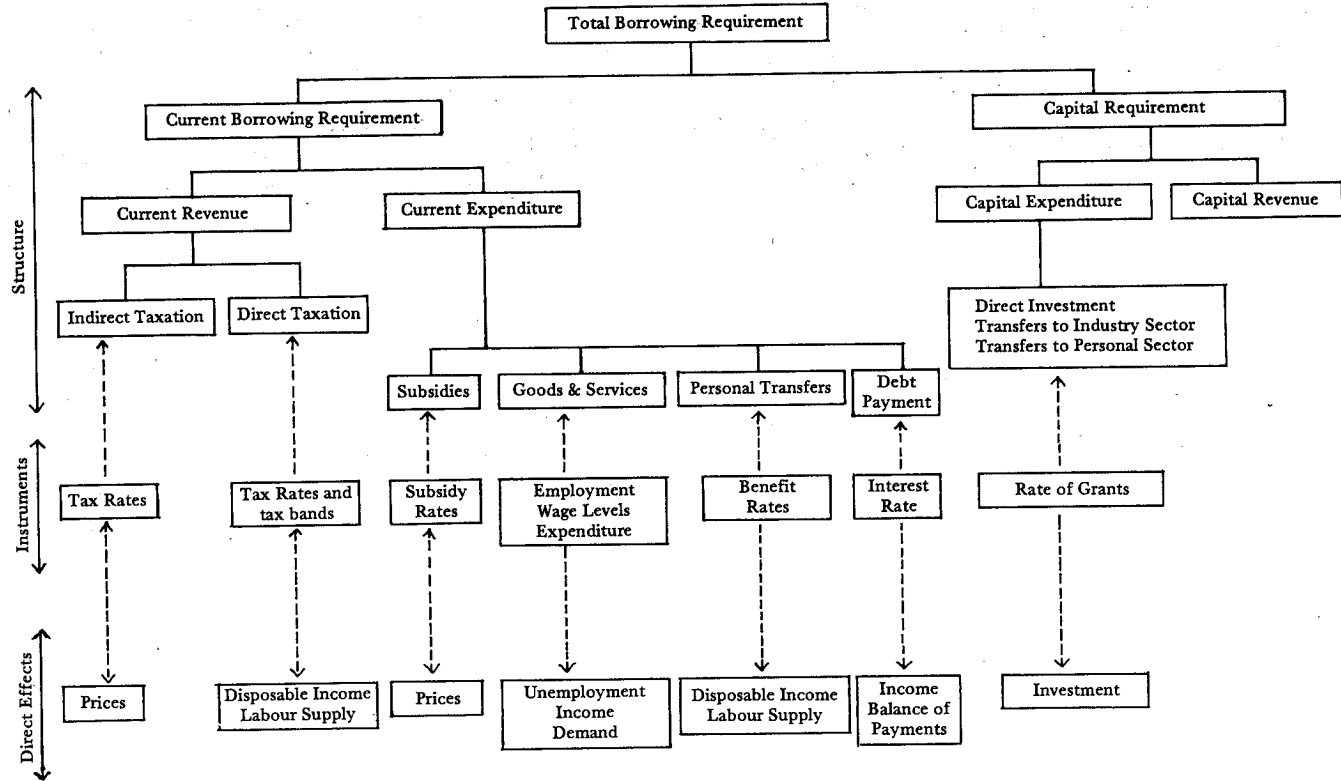 Total Borrowing Requirement
Current Borrowing Requirement
Capital Requirement
Current Revenue
Current Expenditure
Capital Expenditure
Capital Revenue
Structure
Indirect Taxation
Direct Taxation
Direct Investment
Transfers to Industry Sector
Transfers to Personal Sector
Subsidies
Goods & Services
Personal Transfers
Debt
Payment
Instruments
Tax Rates
Tax Rates and
tax bands
Subsidy
Rates
Employment
Wage Levels
Expenditure
Benefit
Rates
Interest
Rate
Rate of Grants
Direct Effects
Prices
Disposable Income
Labour Supply
Prices
Unemployment
Income
Demand
Disposable Income
Labour Supply
Income
Balance of
Payments
Investment